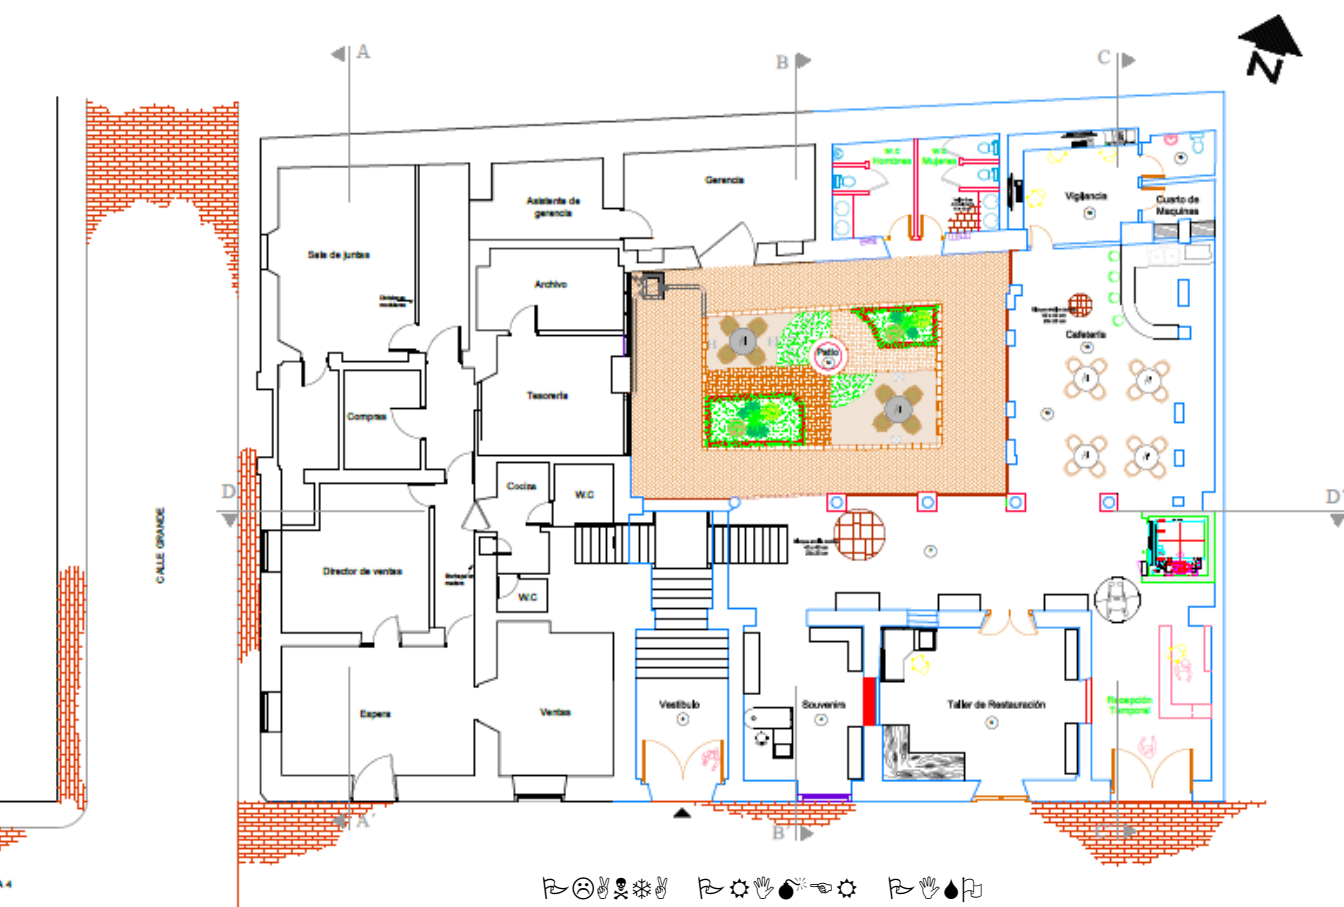 A
B
C
N
W.C
Hombres
W.C
Mujeres
Gerencia
Asistente de
gerencia
Vigilancia
Cuarto de
Maquinas
Sala de juntas
Archivo
Cafetería
Patio
Tesorería
Compras
Cocina
W.C
D
D'
CALLE GRANDE
Director de ventas
W.C
Espera
Ventas
Vestíbulo
Souvenirs
Taller de Restauración
Recepción
Temporal
A'
B'
C'
A 4
🏱☹✌☠❄✌ 🏱☼✋💣☜☼ 🏱✋💧⚐